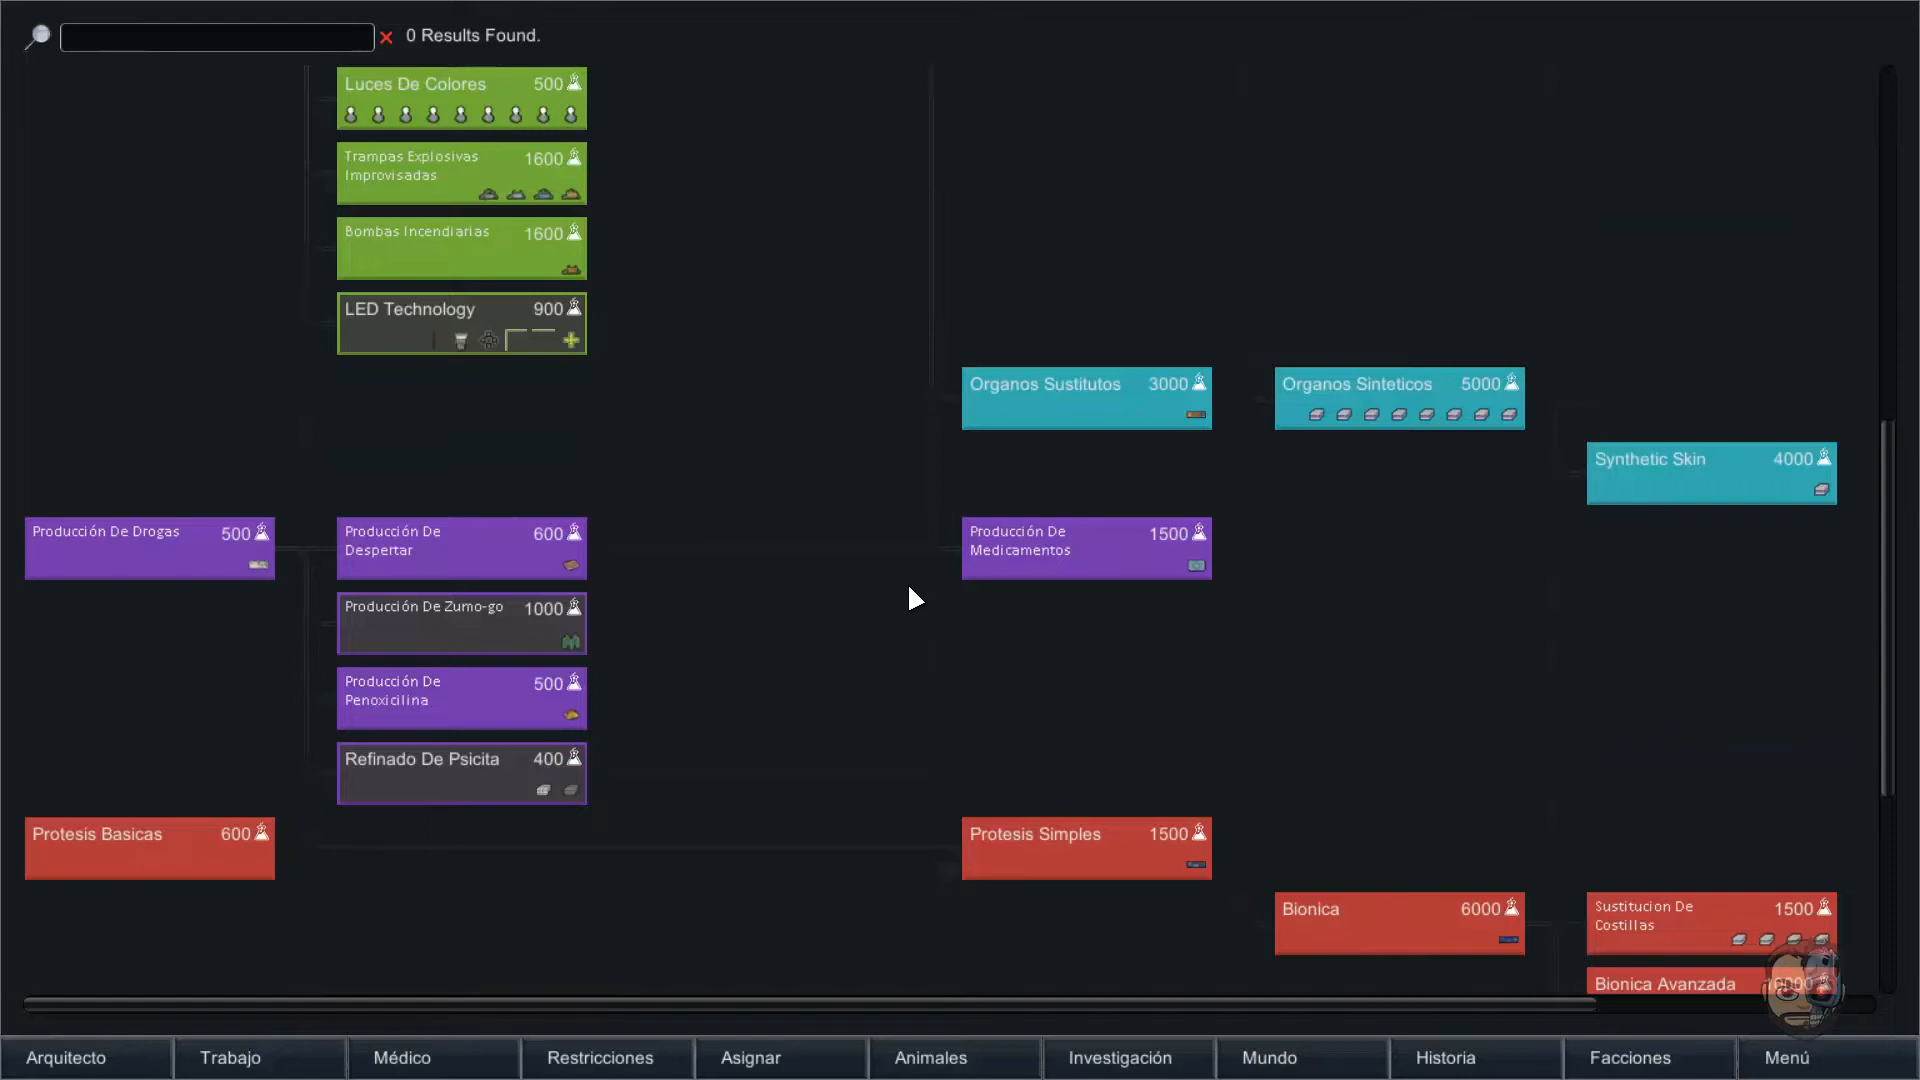 0 Results Found.
Luces De Colores 500
Trampas Explosivas 1600
Improvisadas
Bombas Incendiarias 1600
LED Technology 900
Organos Sustitutos 3000
Organos Sinteticos 5000
Synthetic Skin 4000
Producción De Drogas 500
Producción De 600
Despertar
Producción De 1500
Medicamentos
Producción De Zumo-go 1000
Producción De 500
Penoxicilina
Refinado De Psicita 400
Protesis Basicas 600
Protesis Simples 1500
Bionica 6000
Sustitucion De 1500
Costillas
Bionica Avanzada
Arquitecto
Trabajo
Médico
Restricciones
Asignar
Animales
Investigación
Mundo
Historia
Facciones
Menú